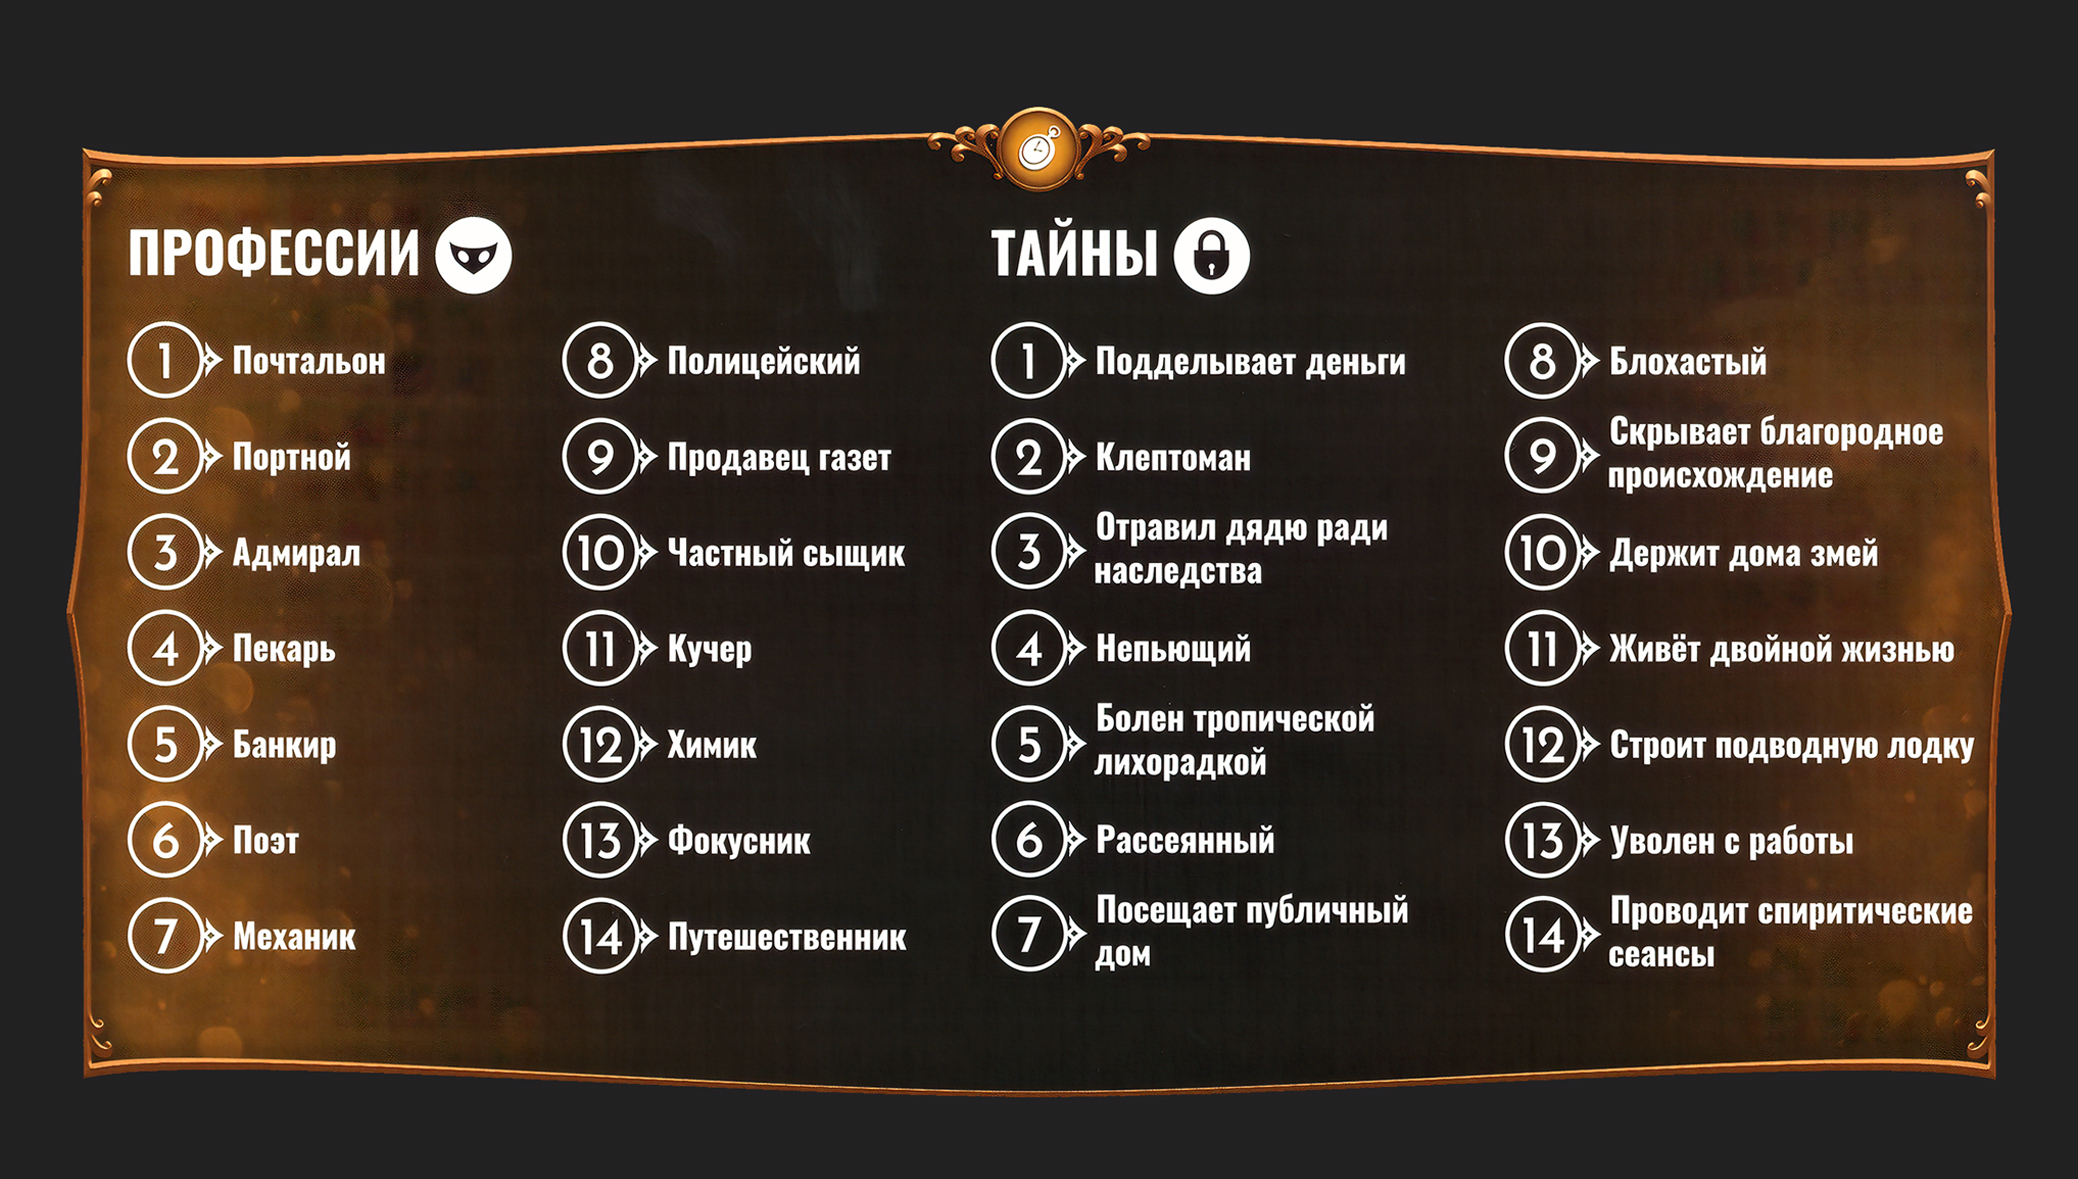 ПРОФЕССИИ
1 Почтальон
2 Портной
3 Адмирал
4 Пекарь
5 Банкир
6 Поэт
7 Механик
8 Полицейский
9 Продавец газет
10 Частный сыщик
11 Кучер
12 Химик
13 Фокусник
14 Путешественник
ТАЙНЫ
1 Подделывает деньги
2 Клептоман
3 Отравил дядю ради
наследства
4 Непьющий
5 Болен тропической
лихорадкой
6 Рассеянный
7 Посещает публичный
дом
8 Блохастый
9 Скрывает благородное
происхождение
10 Держит дома змей
11 Живёт двойной жизнью
12 Строит подводную лодку
13 Уволен с работы
14 Проводит спиритические
сеансы